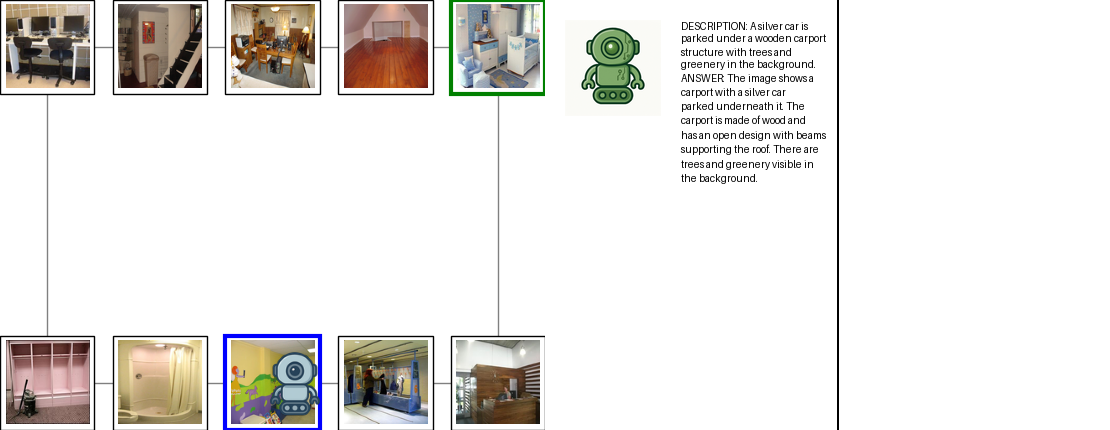 DESCRIPTION: A silver car is
parked under a wooden carport
structure with trees and
greenery in the background.
ANSWER: The image shows a
carport with a silver car
parked underneath it. The
carport is made of wood and
has an open design with beams
supporting the roof. There are
trees and greenery visible in
the background.